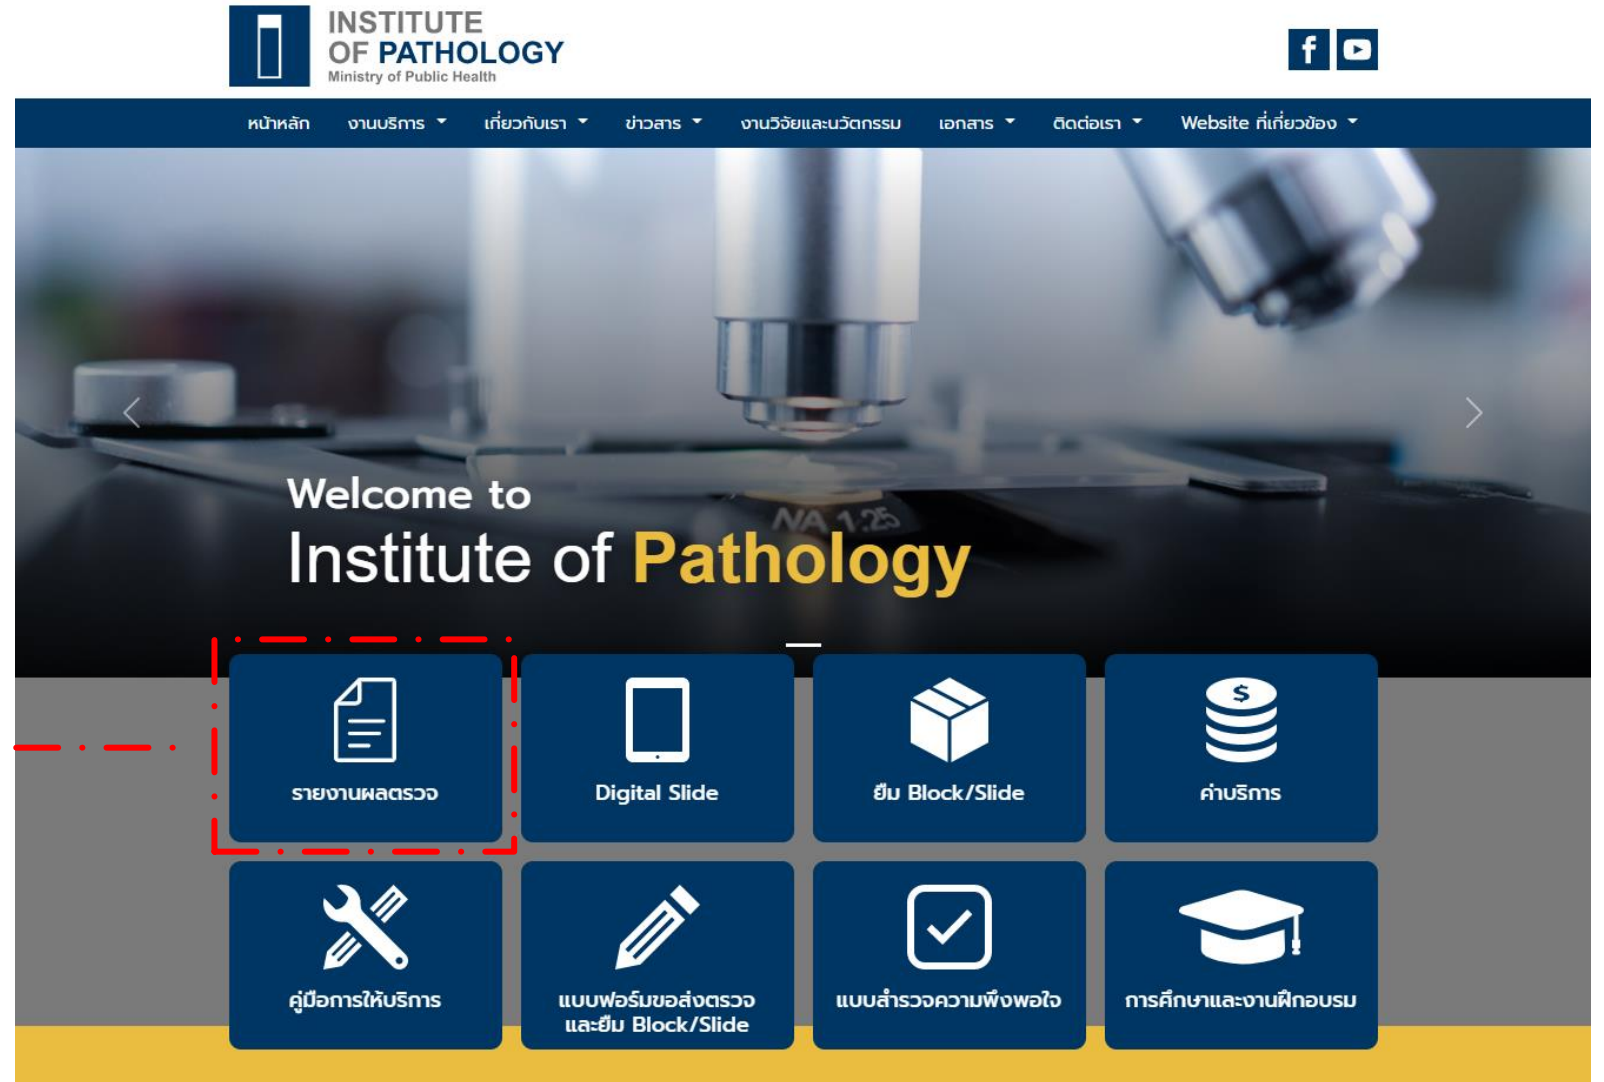 INSTITUTE
OF PATHOLOGY
Ministry of Public Health
หน้าหลัก งานบริการ เกี่ยวกับเรา ข่าวสาร งานวิจัยและนวัตกรรม เอกสาร ติดต่อเรา Website ที่เกี่ยวข้อง
NA 1.25
Welcome to
Institute of Pathology
รายงานผลตรวจ
Digital Slide
ยืม Block/Slide
$
ค่าบริการ
คู่มือการให้บริการ
แบบฟอร์มขอส่งตรวจ
และยืม Block/Slide
แบบสำรวจความพึงพอใจ
การศึกษาและงานฝึกอบรม